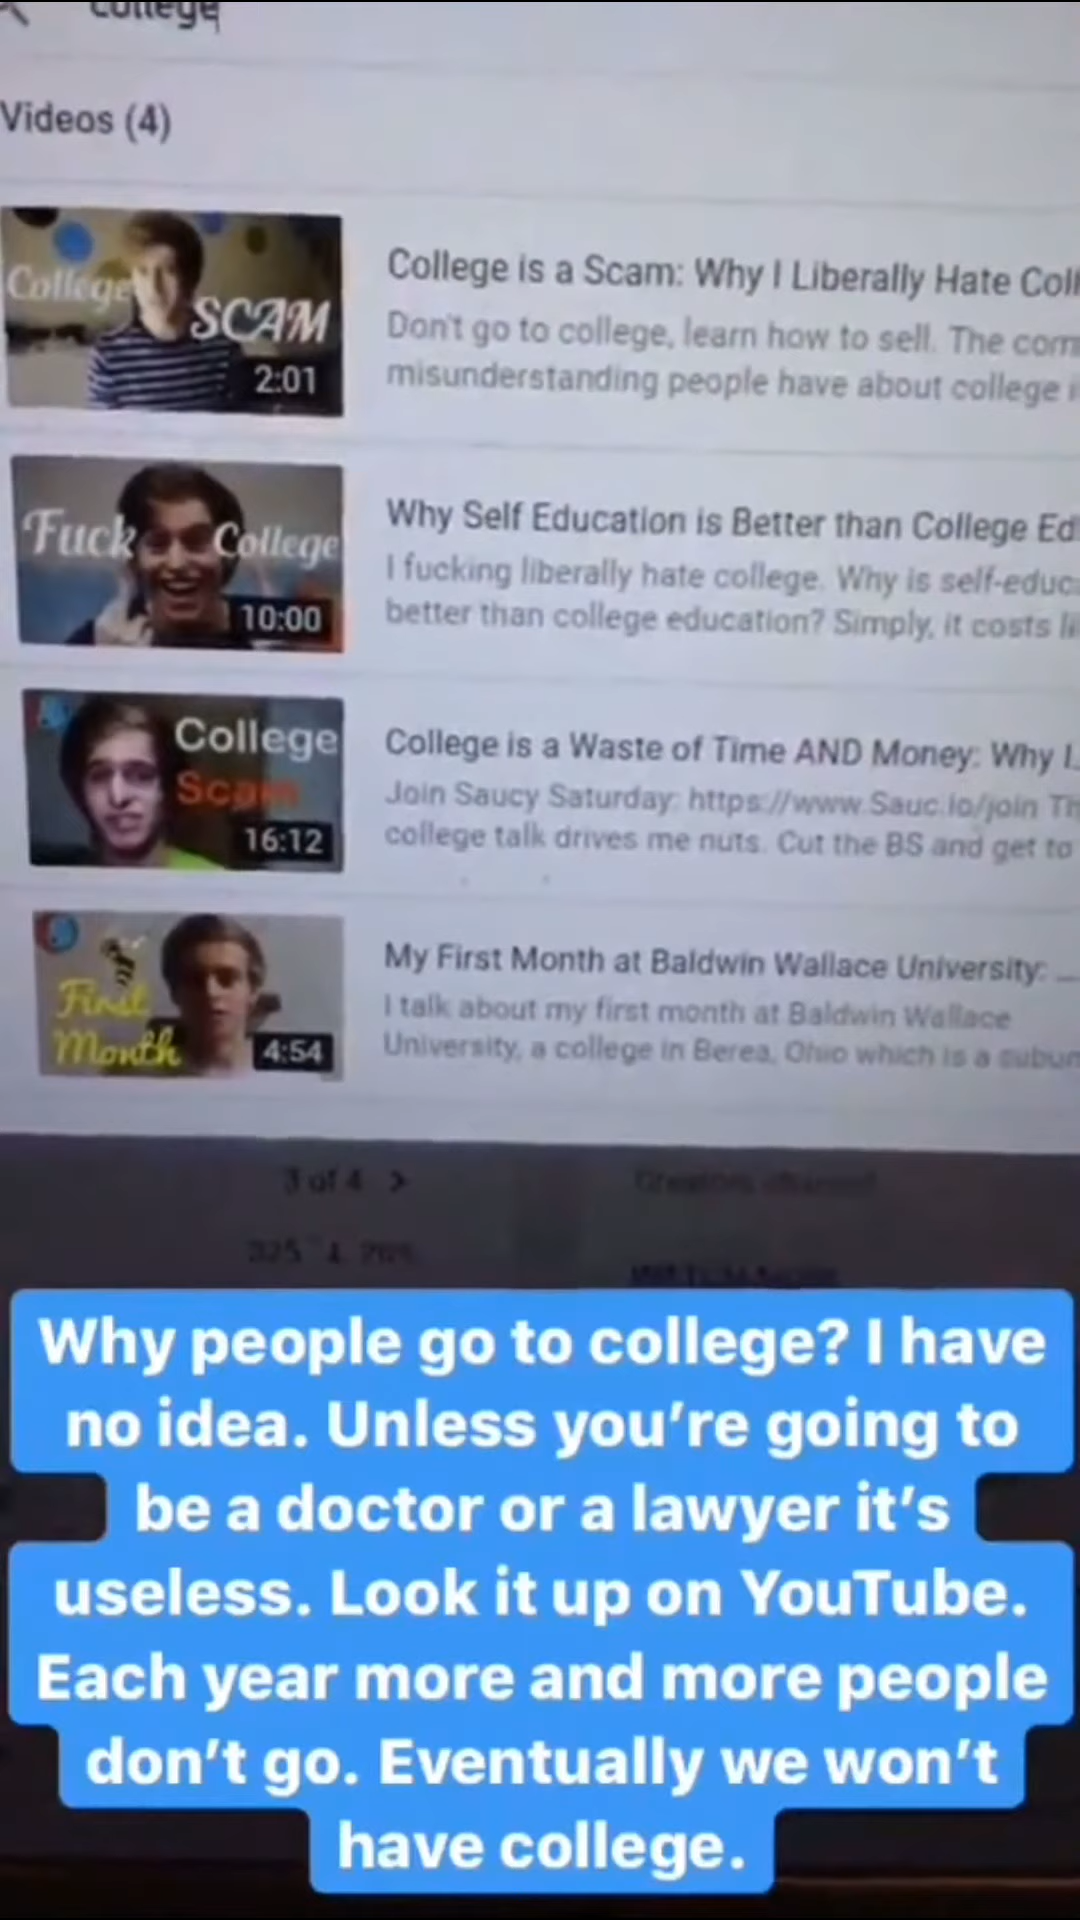 college
Videos (4)
College
SCAM
2:01
College is a Scam: Why I Liberally Hate Coll
Don't go to college, learn how to sell. The com
misunderstanding people have about college i
Fuck College
10:00
Why Self Education is Better than College Ed
I fucking liberally hate college. Why is self-educ
better than college education? Simply, it costs
College
Scam
16:12
College is a Waste of Time AND Money: Why I
Join Saucy Saturday: https://www.Sauc.io/join Th
college talk drives me nuts. Cut the BS and get to
First
Month
4:54
My First Month at Baldwin Wallace University:
I talk about my first month at Baldwin Wallace
University, a college in Berea, Ohio which is a subur
3 of 4 >
Why people go to college? I have
no idea. Unless you’re going to
be a doctor or a lawyer it’s
useless. Look it up on YouTube.
Each year more and more people
don’t go. Eventually we won’t
have college.